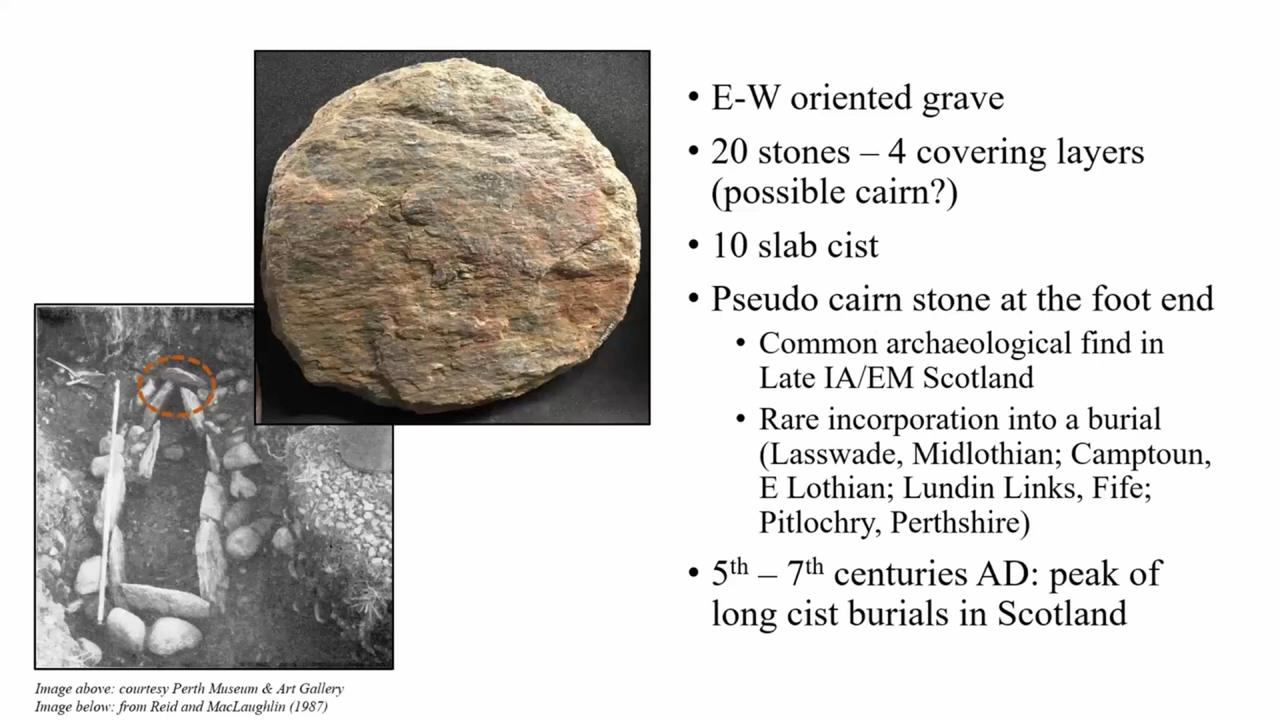 • E-W oriented grave
• 20 stones – 4 covering layers
(possible cairn?)
• 10 slab cist
• Pseudo cairn stone at the foot end
• Common archaeological find in
Late IA/EM Scotland
• Rare incorporation into a burial
(Lasswade, Midlothian; Camptoun,
E Lothian; Lundin Links, Fife;
Pitlochry, Perthshire)
• 5th – 7th centuries AD: peak of
long cist burials in Scotland
Image above: courtesy Perth Museum & Art Gallery
Image below: from Reid and MacLaughlin (1987)